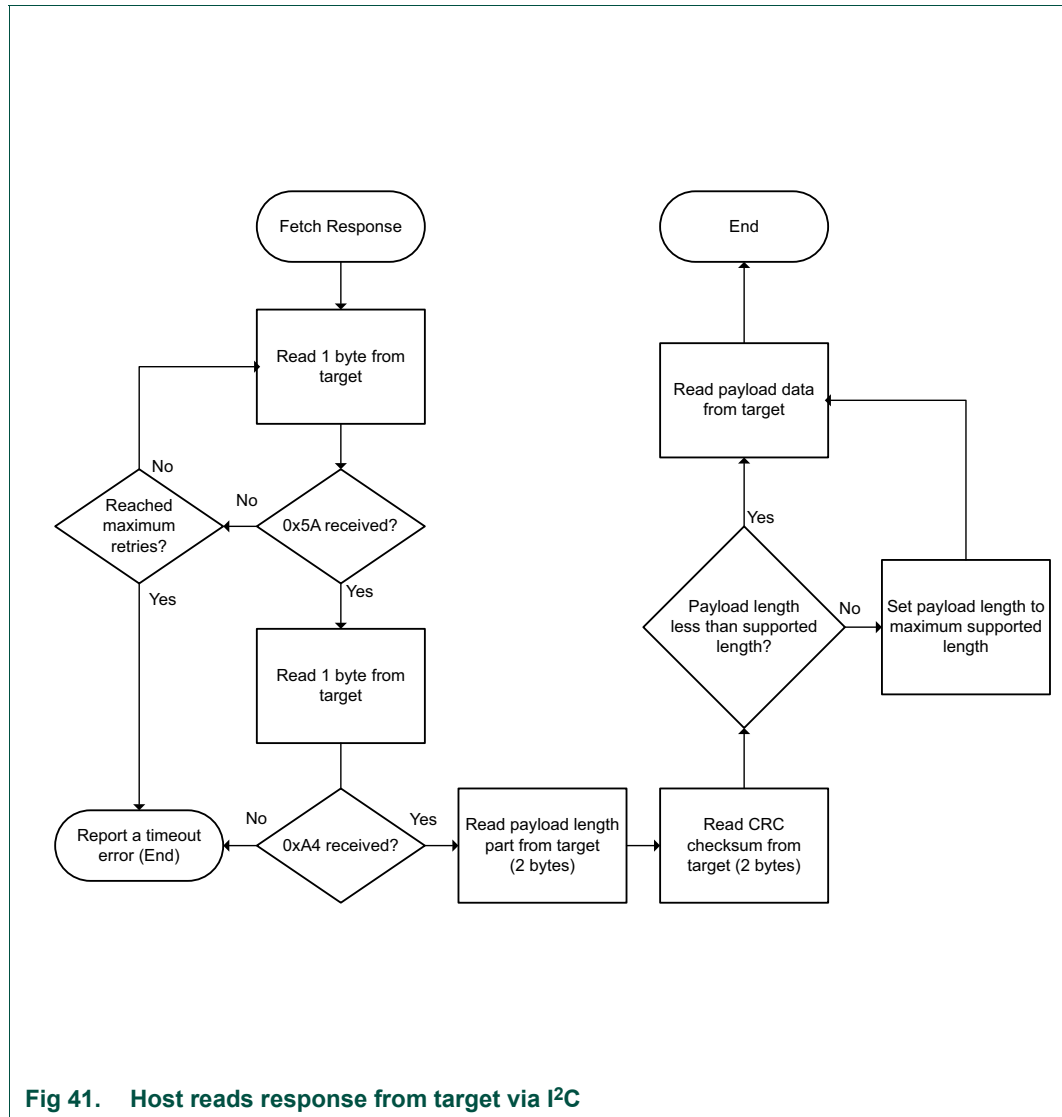 Fetch Response
Read 1 byte from
target
No
Reached
maximum
retries?
No
0x5A received?
Yes
Yes
Read 1 byte from
target
Report a timeout
error (End)
No
0xA4 received?
Yes
Read payload length
part from target
(2 bytes)
Read CRC
checksum from
target (2 bytes)
Payload length
less than supported
length?
No
Set payload length to
maximum supported
length
Yes
Read payload data
from target
End
Fig 41. Host reads response from target via I²C